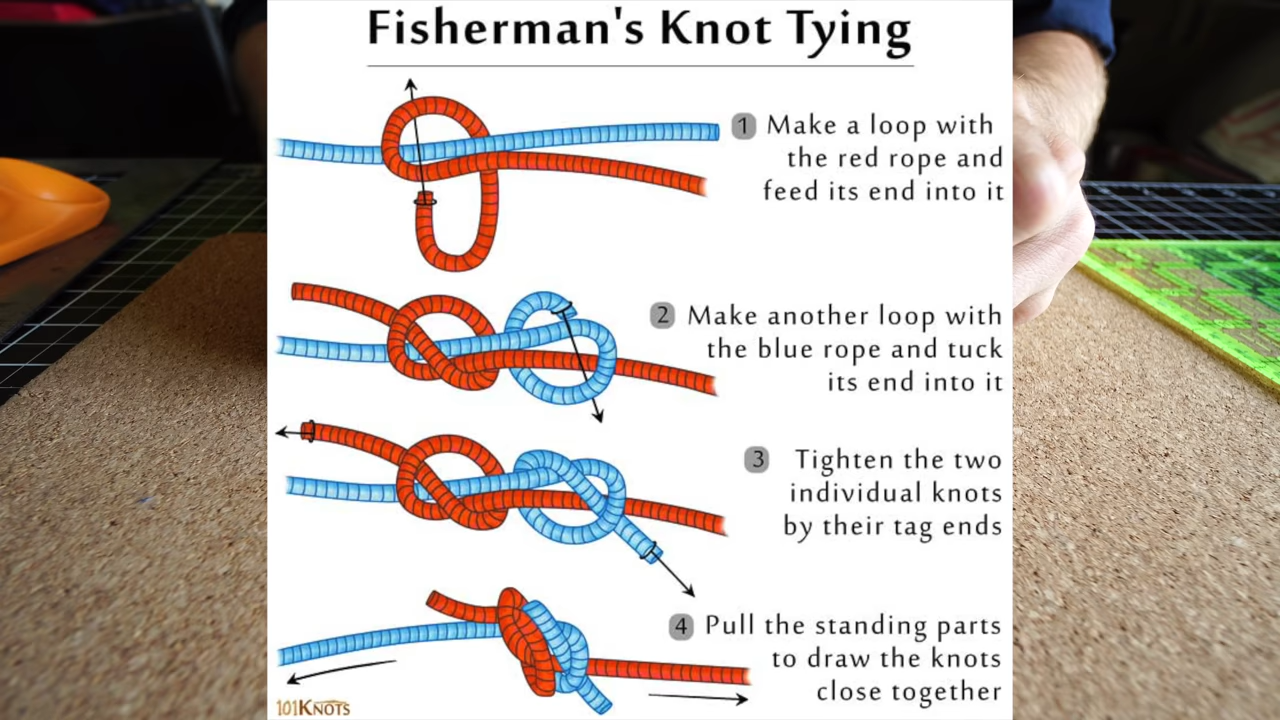 Fisherman's Knot Tying
1 Make a loop with
the red rope and
feed its end into it
2 Make another loop with
the blue rope and tuck
its end into it
3 Tighten the two
individual knots
by their tag ends
4 Pull the standing parts
to draw the knots
close together
101KNOTS